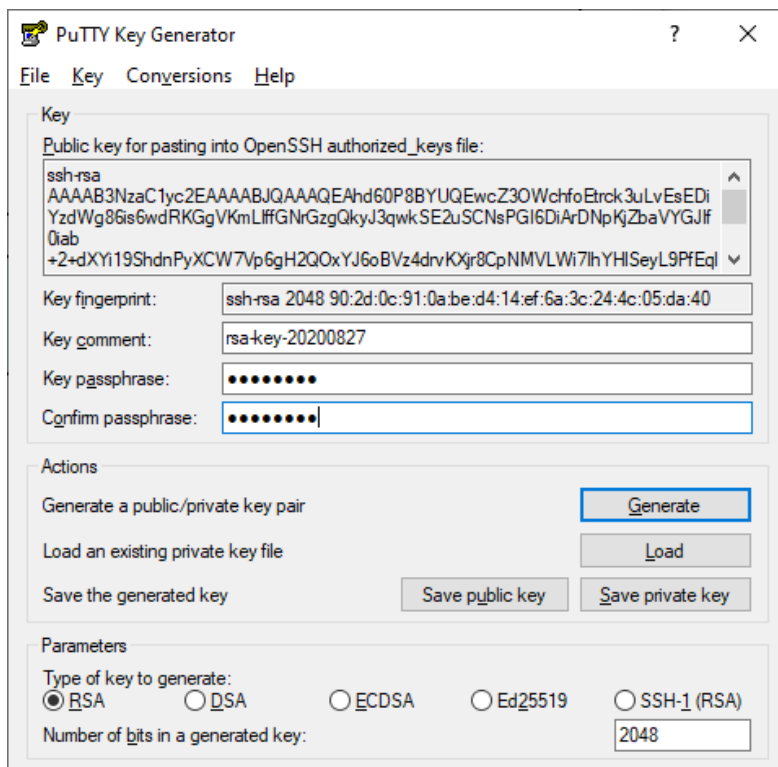 PuTTY Key Generator ? ×
File Key Conversions Help
Key
Public key for pasting into OpenSSH authorized_keys file:
ssh-rsa
AAAAB3NzaC1yc2EAAAABJQAAAQEAhd60P8BYUQEwcZ3OWchfoEtrck3uLvEsEDi
YzdWg86is6wdRKGgVKmLIffGNrGzgQkyJ3qwkSE2uSCNsPGI6DiArDNpKjZbaVYGJIf
0iab
+2+dXYi19ShdnPyXCW7Vp6gH2QOxYJ6oBVz4drvKXjr8CpNMVLWi7lhYHISeyL9PfEql
Key fingerprint: ssh-rsa 2048 90:2d:0c:91:0a:be:d4:14:ef:6a:3c:24:4c:05:da:40
Key comment: rsa-key-20200827
Key passphrase: ●●●●●●●●
Confirm passphrase: ●●●●●●●●
Actions
Generate a public/private key pair Generate
Load an existing private key file Load
Save the generated key Save public key Save private key
Parameters
Type of key to generate:
RSA DSA ECDSA Ed25519 SSH-1 (RSA)
Number of bits in a generated key: 2048